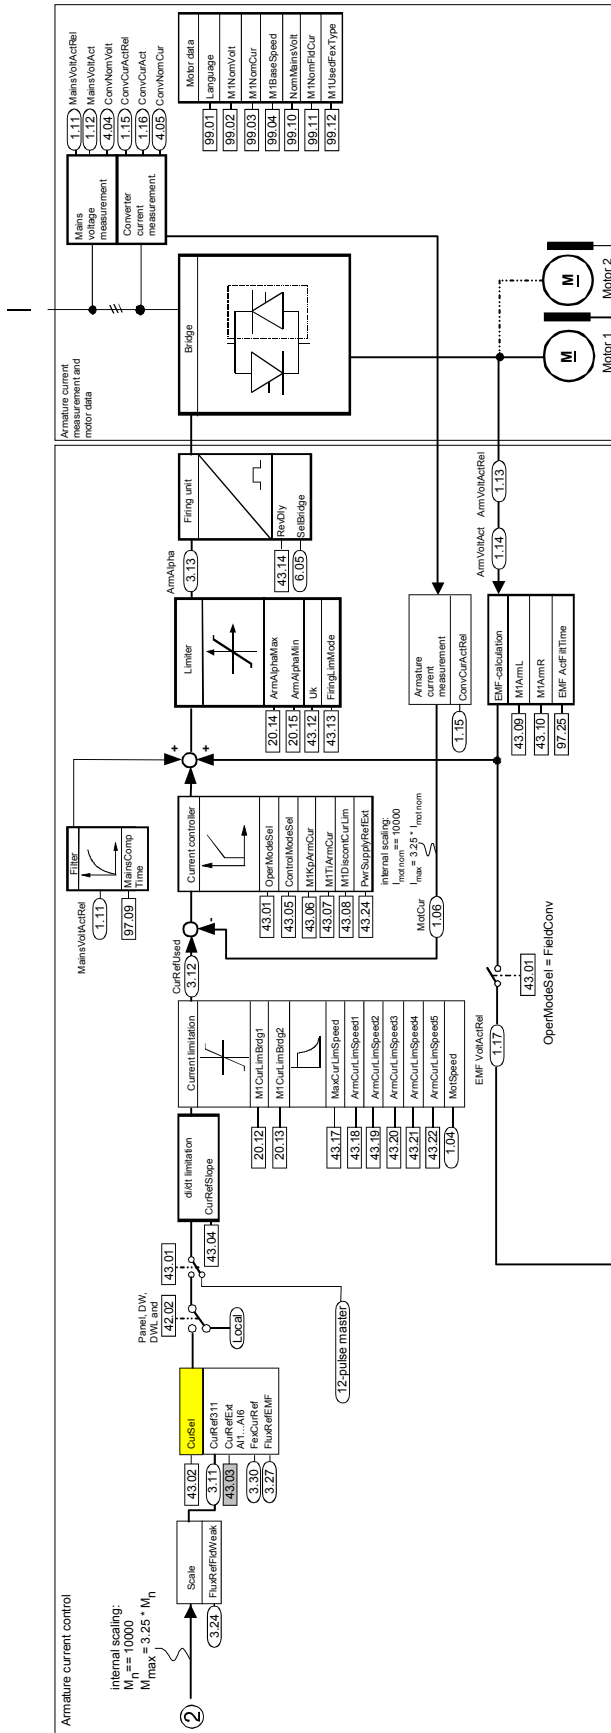 Armature current control
2
internal scaling:
Mn == 10000
Mmax = 3.25 * Mn
Scale
3.24
FluxRefFldWeak
43.02
CurSel
3.11
CurRef311
43.03
CurRefExt
AI1...AI6
3.30
FexCurRef
3.27
FluxRefEMF
Panel, DW,
DWL and
42.02
Local
43.01
12-pulse master
di/dt limitation
43.04
CurRefSlope
Current limitation
20.12
M1CurLimBrdg1
20.13
M1CurLimBrdg2
43.17
MaxCurLimSpeed
43.18
ArmCurLimSpeed1
43.19
ArmCurLimSpeed2
43.20
ArmCurLimSpeed3
43.21
ArmCurLimSpeed4
43.22
ArmCurLimSpeed5
1.04
MotSpeed
CurRefUsed
3.12
-
MainsVoltActRel
1.11
Filter
97.09
MainsComp
Time
Current controller
43.01
OperModeSel
43.05
ControlModeSel
43.06
M1KpArmCur
43.07
M1TiArmCur
43.08
M1DiscontCurLim
43.24
PwrSupplyRefExt
internal scaling:
Imot nom == 10000
Imax = 3.25 * Imot nom
MotCur
1.06
+
+
Limiter
20.14
ArmAlphaMax
20.15
ArmAlphaMin
43.12
Uk
43.13
FiringLimMode
ArmAlpha
3.13
Firing unit
43.14
RevDly
6.05
SelBridge
Armature
current
measurement
1.15
ConvCurActRel
EMF VoltActRel
1.17
43.01
OperModeSel = FieldConv
EMF-calculation
43.09
M1ArmL
43.10
M1ArmR
97.25
EMF ActFiltTime
ArmVoltAct
1.14
ArmVoltActRel
1.13
Armature current
measurement and
motor data
Bridge
Mains
voltage
measurement
Converter
current
measurement.
1.11
MainsVoltActRel
1.12
MainsVoltAct
4.04
ConvNomVolt
1.15
ConvCurActRel
1.16
ConvCurAct
4.05
ConvNomCur
Motor data
99.01
Language
99.02
M1NomVolt
99.03
M1NomCur
99.04
M1BaseSpeed
99.10
NomMainsVolt
99.11
M1NomFldCur
99.12
M1UsedFexType
M
Motor 1
M
Motor 2